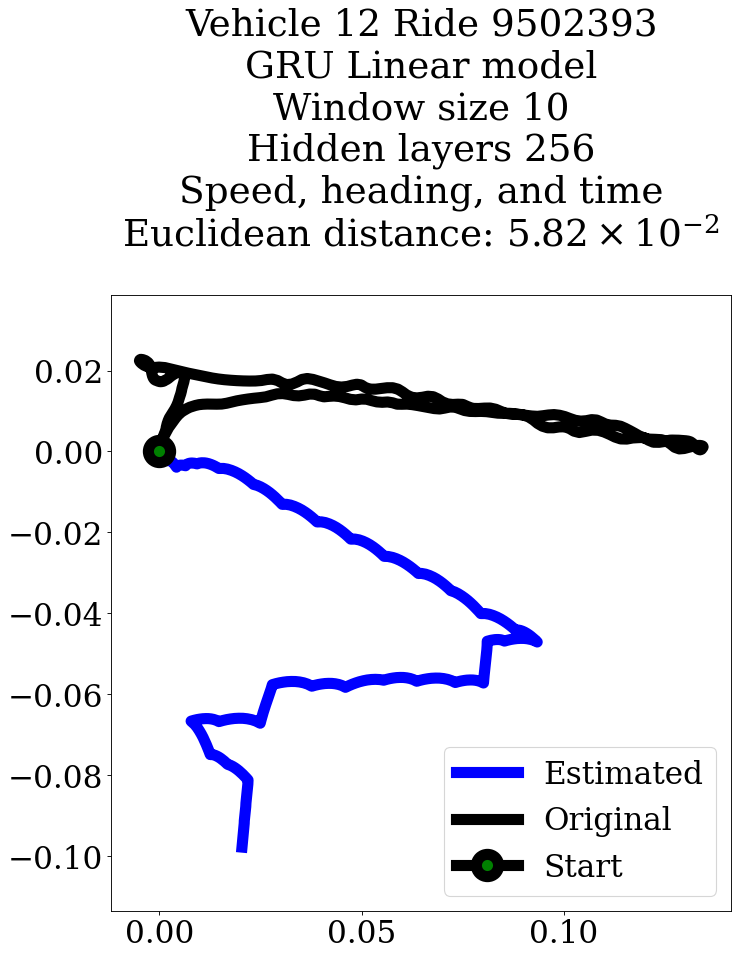 Vehicle 12 Ride 9502393
GRU Linear model
Window size 10
Hidden layers 256
Speed, heading, and time
Euclidean distance: 5.82 × 10⁻²
0.02
0.00
−0.02
−0.04
−0.06
−0.08
−0.10
Estimated
Original
Start
0.00 0.05 0.10